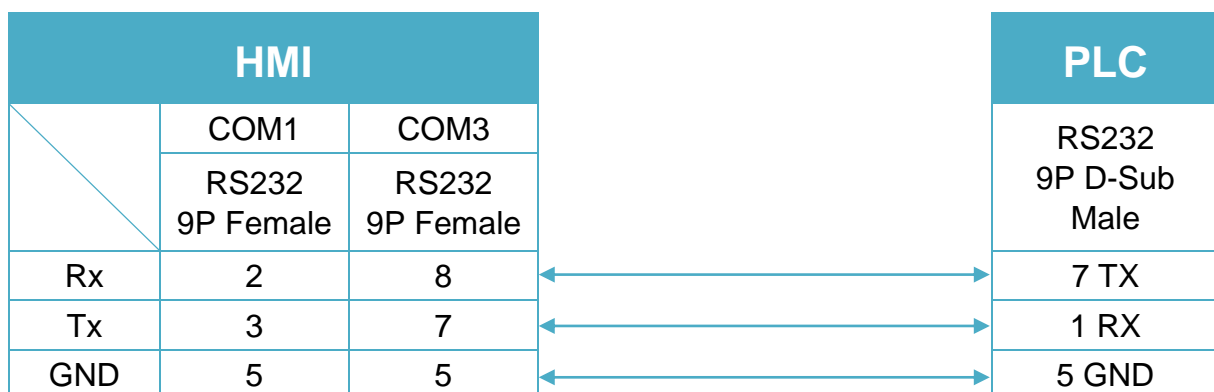 HMI PLC
COM1 COM3
RS232
9P D-Sub
Male
RS232
9P Female
RS232
9P Female
Rx 2 8 7 TX
Tx 3 7 1 RX
GND 5 5 5 GND